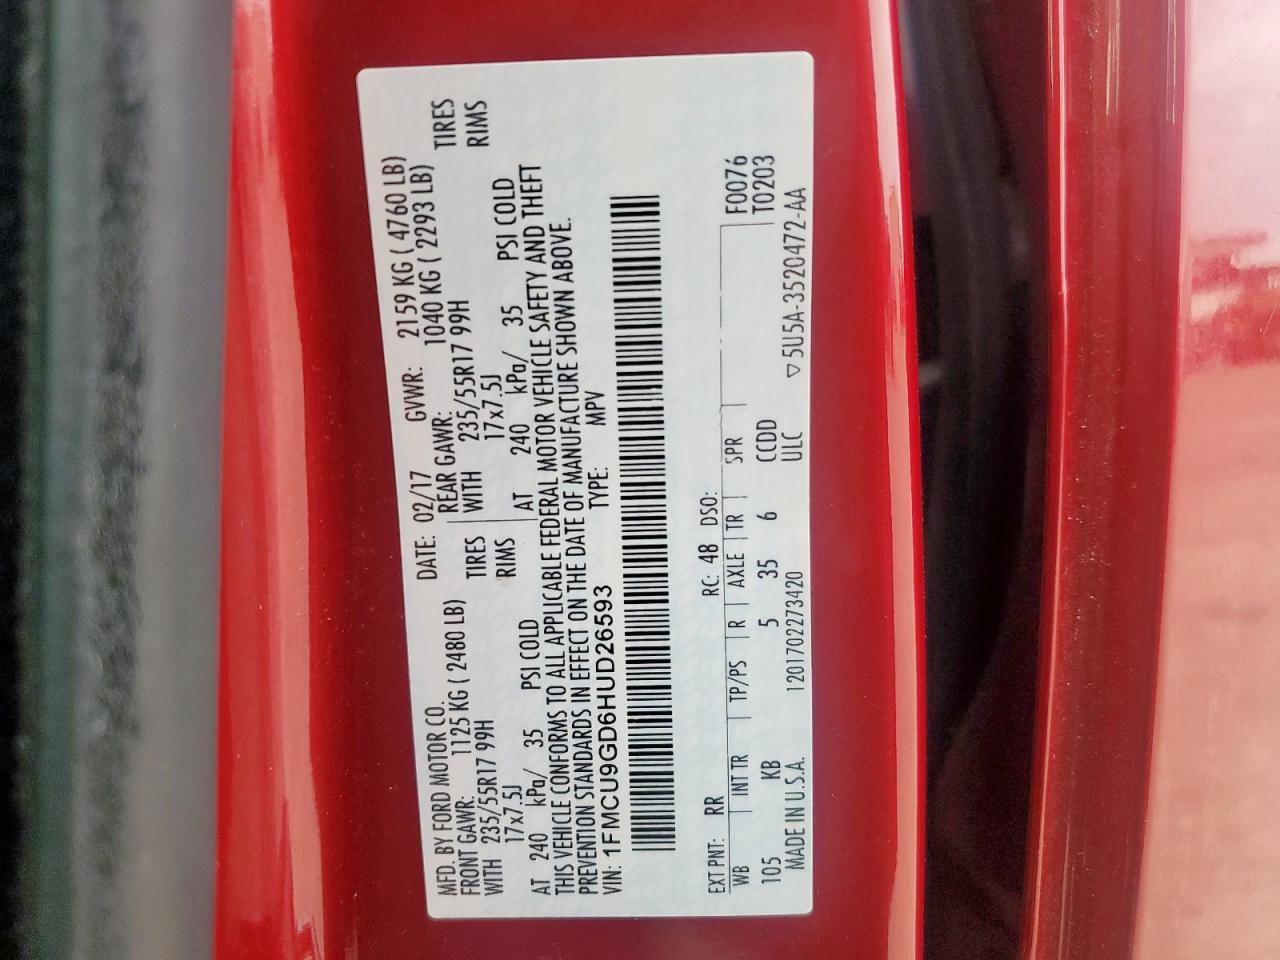 MFD. BY FORD MOTOR CO.
DATE: 02/17 GVWR: 2159 KG ( 4760 LB)
FRONT GAWR: 1125 KG ( 2480 LB) REAR GAWR: 1040 KG ( 2293 LB)
WITH 235/55R17 99H TIRES WITH 235/55R17 99H TIRES
17x7.5J RIMS 17x7.5J RIMS
AT 240 kPa/ 35 PSI COLD AT 240 kPa/ 35 PSI COLD
THIS VEHICLE CONFORMS TO ALL APPLICABLE FEDERAL MOTOR VEHICLE SAFETY AND THEFT
PREVENTION STANDARDS IN EFFECT ON THE DATE OF MANUFACTURE SHOWN ABOVE.
VIN: 1FMCU9GD6HUD26593 TYPE: MPV
EXT PNT: RR RC: 48 DSO:
WB INT TR TP/PS R AXLE TR SPR F0076
105 KB 5 35 6 CCDD T0203
MADE IN U.S.A. 1201702273420 ULC ▽5U5A-3520472-AA